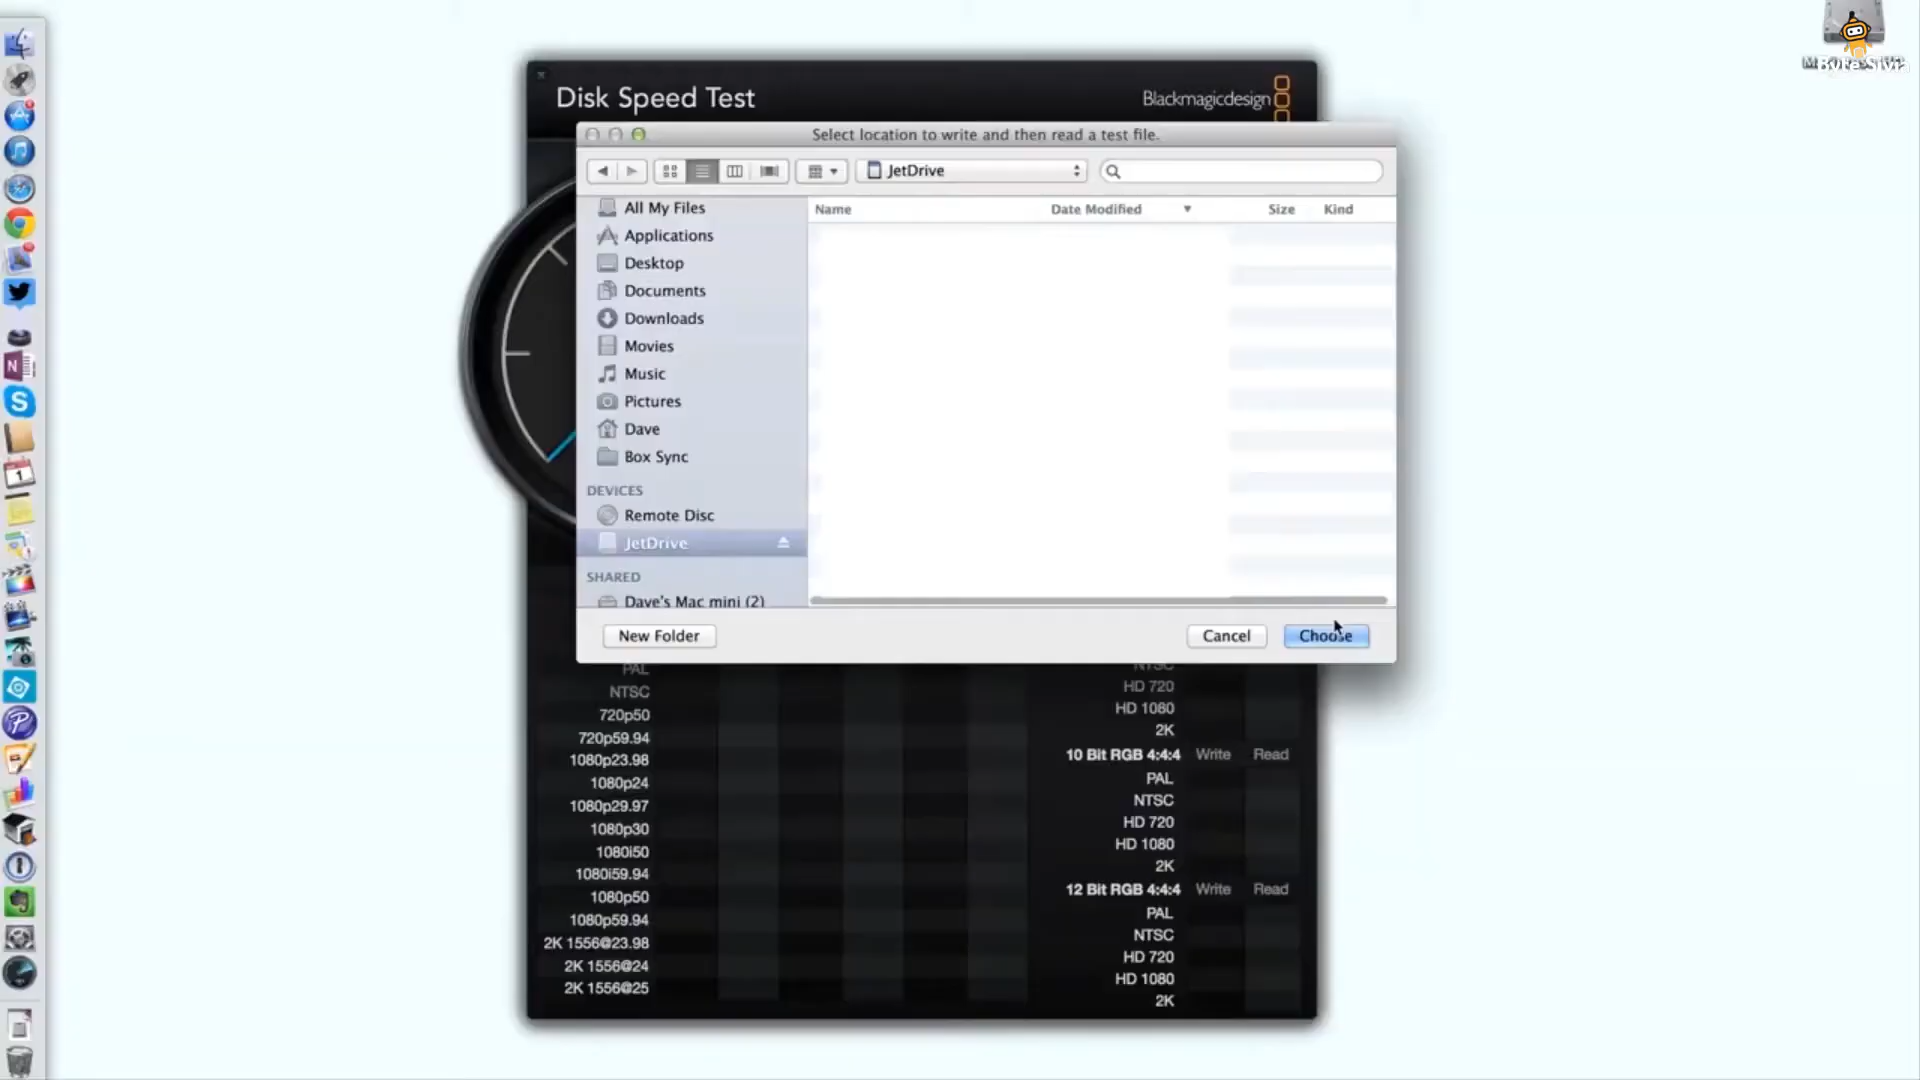 Byte Sivia
Disk Speed Test
Blackmagicdesign
Select location to write and then read a test file.
JetDrive
All My Files
Applications
Desktop
Documents
Downloads
Movies
Music
Pictures
Dave
Box Sync
DEVICES
Remote Disc
JetDrive
SHARED
Dave's Mac mini (2)
Name Date Modified Size Kind
New Folder Cancel Choose
PAL
NTSC
720p50
720p59.94
1080p23.98
1080p24
1080p29.97
1080p30
1080i50
1080i59.94
1080p50
1080p59.94
2K 1556@23.98
2K 1556@24
2K 1556@25
NTSC
HD 720
HD 1080
2K
10 Bit RGB 4:4:4 Write Read
PAL
NTSC
HD 720
HD 1080
2K
12 Bit RGB 4:4:4 Write Read
PAL
NTSC
HD 720
HD 1080
2K